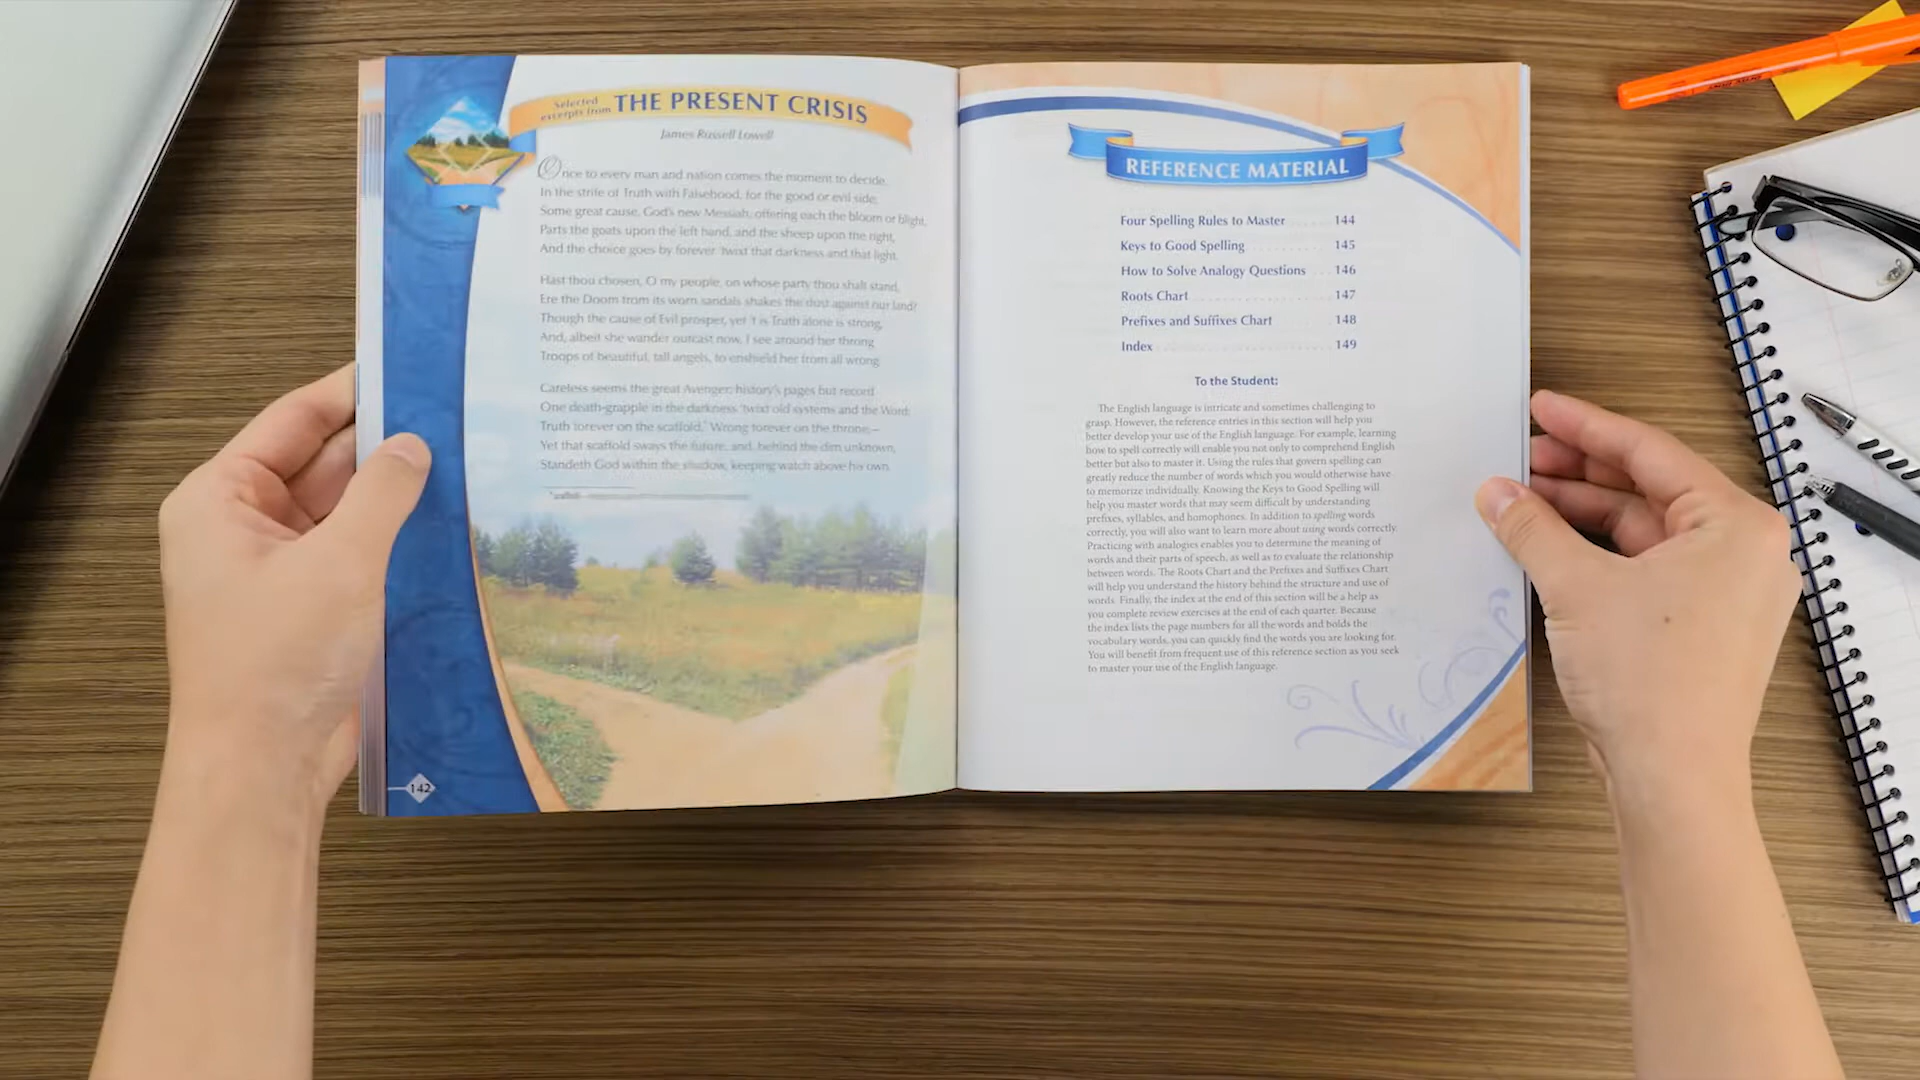 Selected
excerpts from THE PRESENT CRISIS
James Russell Lowell
Once to every man and nation comes the moment to decide,
In the strife of Truth with Falsehood, for the good or evil side;
Some great cause, God's new Messiah, offering each the bloom or blight,
Parts the goats upon the left hand, and the sheep upon the right,
And the choice goes by forever 'twixt that darkness and that light.
Hast thou chosen, O my people, on whose party thou shalt stand,
Ere the Doom from its worn sandals shakes the dust against our land?
Though the cause of Evil prosper, yet 't is Truth alone is strong,
And, albeit she wander outcast now, I see around her throng
Troops of beautiful, tall angels, to enshield her from all wrong.
Careless seems the great Avenger; history's pages but record
One death-grapple in the darkness 'twixt old systems and the Word;
Truth forever on the scaffold,* Wrong forever on the throne,—
Yet that scaffold sways the future, and, behind the dim unknown,
Standeth God within the shadow, keeping watch above his own.
142
REFERENCE MATERIAL
Four Spelling Rules to Master ..... 144
Keys to Good Spelling ..... 145
How to Solve Analogy Questions ... 146
Roots Chart ..... 147
Prefixes and Suffixes Chart ..... 148
Index ..... 149
To the Student:
The English language is intricate and sometimes challenging to
grasp. However, the reference entries in this section will help you
better develop your use of the English language. For example, learning
how to spell correctly will enable you not only to comprehend English
better but also to master it. Using the rules that govern spelling can
greatly reduce the number of words which you would otherwise have
to memorize individually. Knowing the Keys to Good Spelling will
help you master words that may seem difficult by understanding
prefixes, syllables, and homophones. In addition to spelling words
correctly, you will also want to learn more about using words correctly.
Practicing with analogies enables you to determine the meaning of
words and their parts of speech, as well as to evaluate the relationship
between words. The Roots Chart and the Prefixes and Suffixes Chart
will help you understand the history behind the structure and use of
words. Finally, the index at the end of this section will be a help as
you complete review exercises at the end of each quarter. Because
the index lists the page numbers for all the words and bolds the
vocabulary words, you can quickly find the words you are looking for.
You will benefit from frequent use of this reference section as you seek
to master your use of the English language.